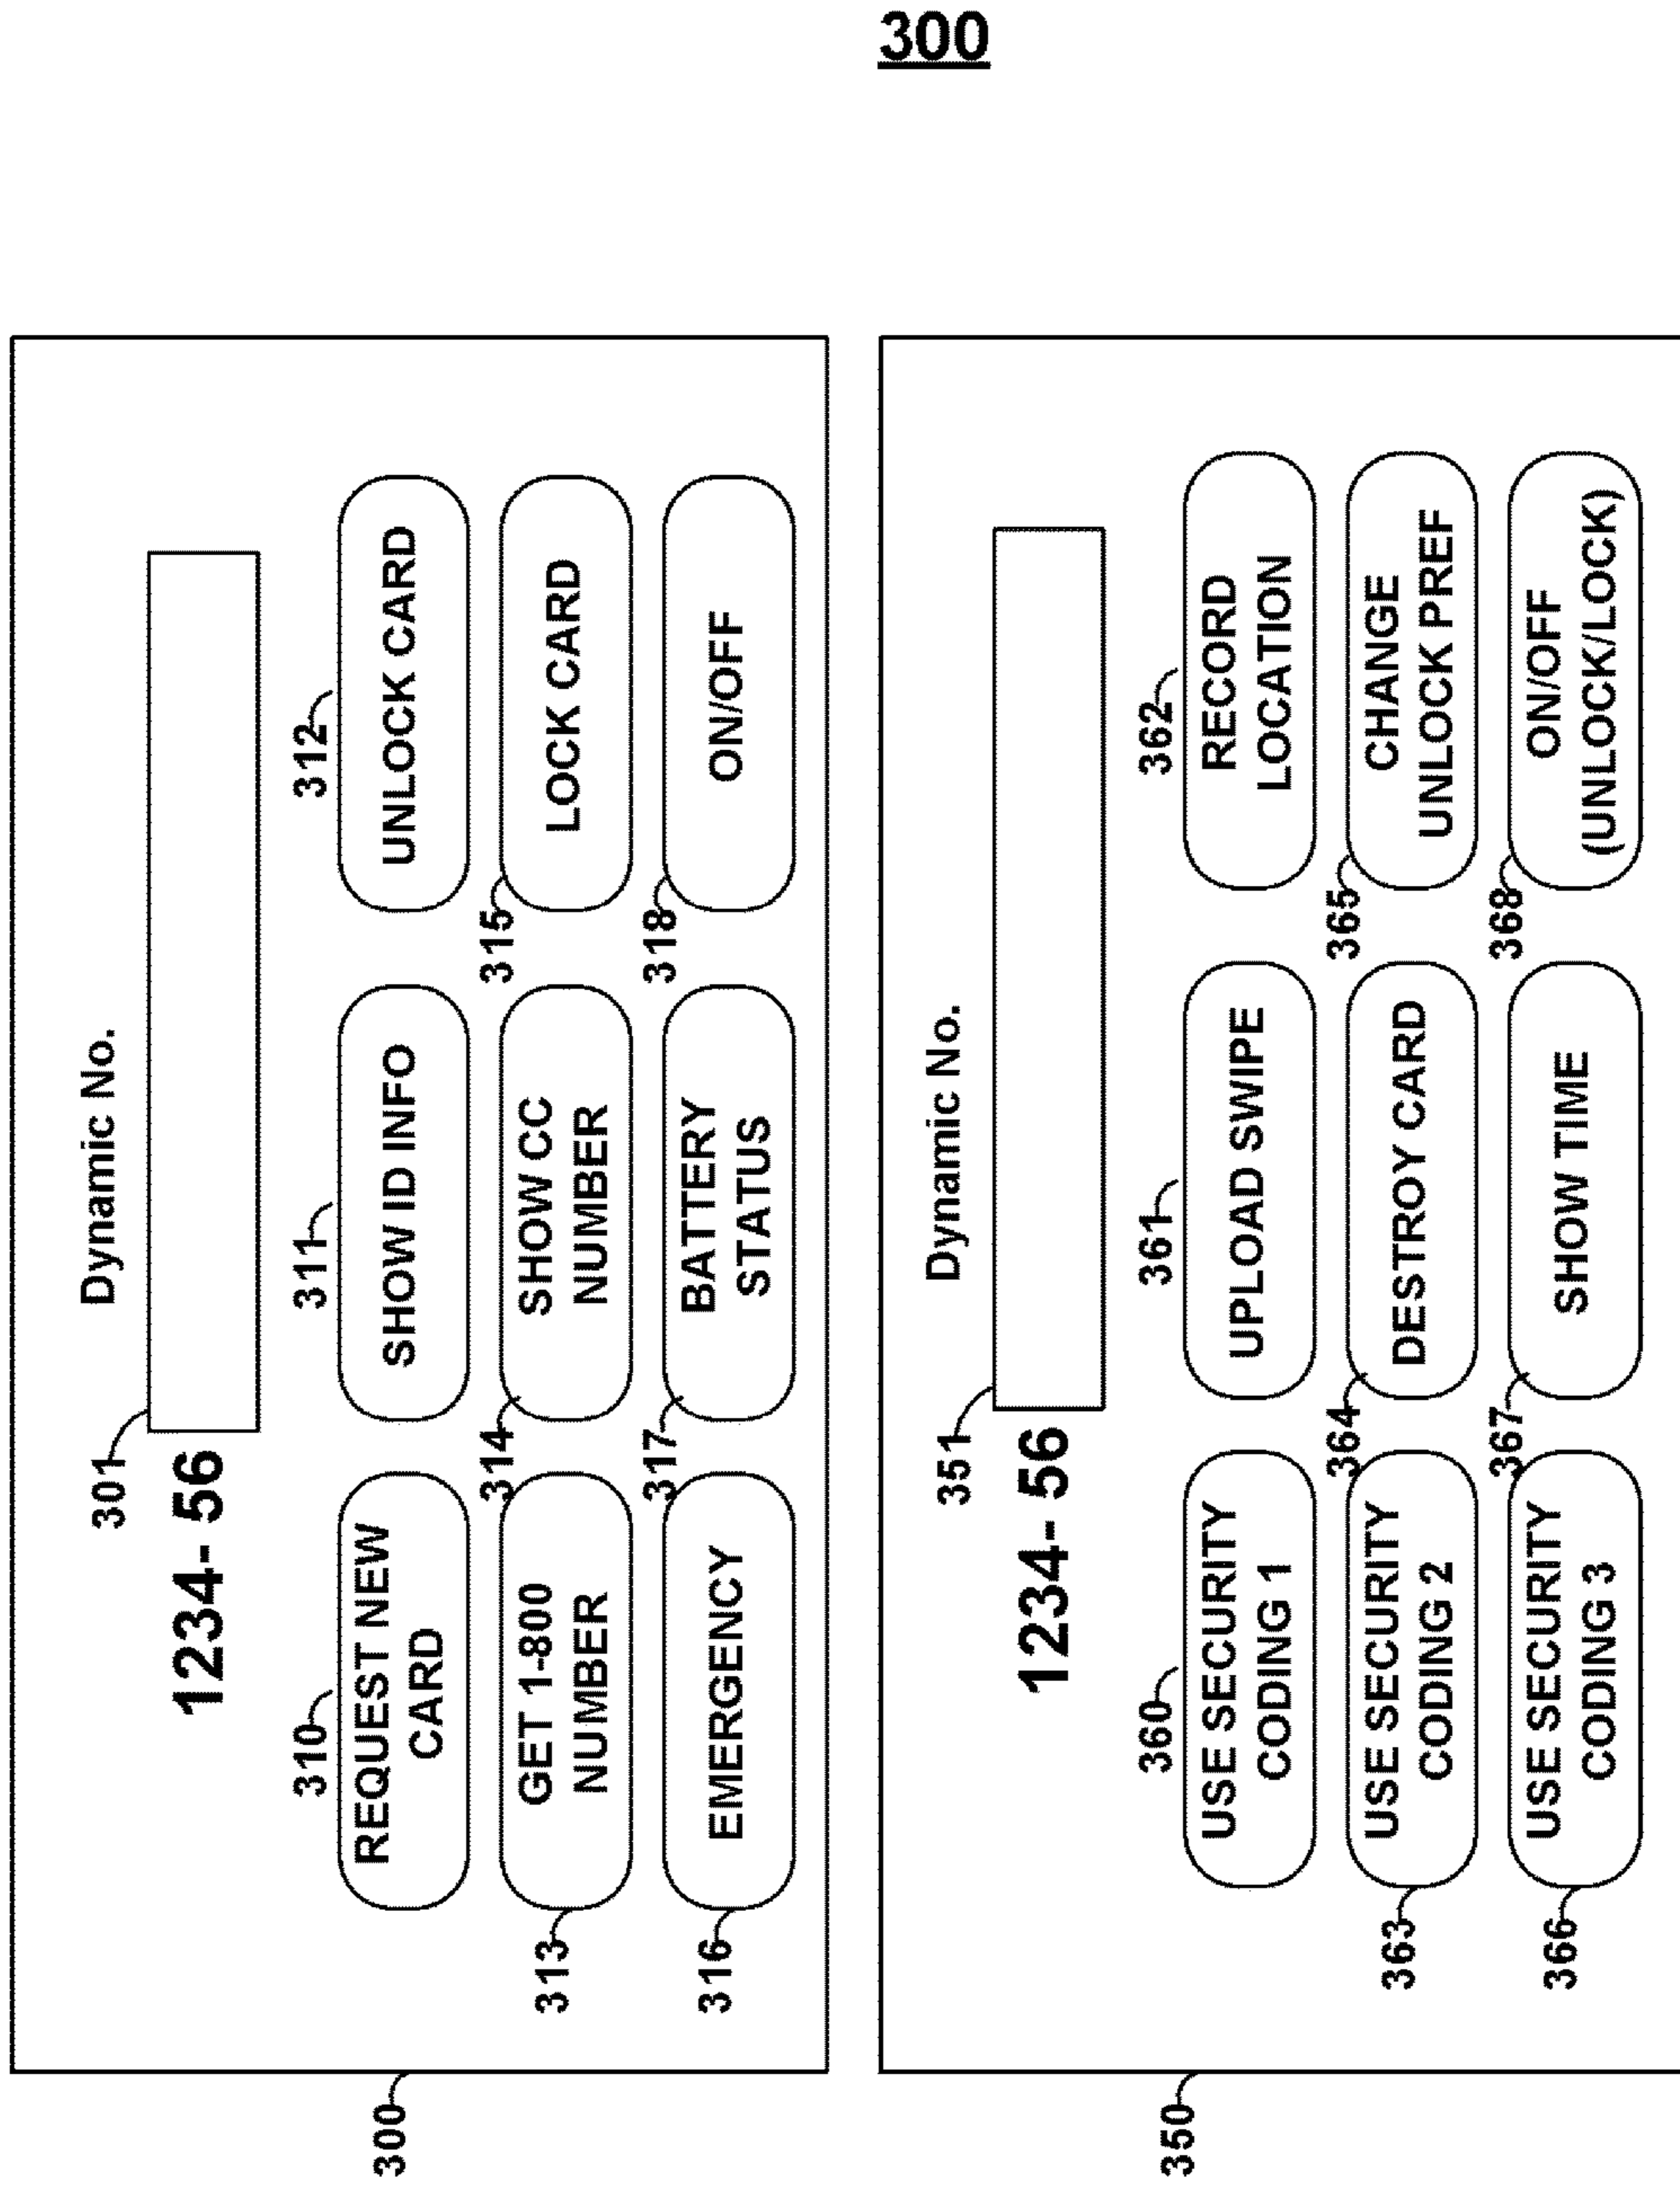 300
Dynamic No.
301
1234- 56
310
311
312
REQUEST NEW
CARD
SHOW ID INFO
UNLOCK CARD
313
GET 1-800
NUMBER
314
SHOW CC
NUMBER
315
LOCK CARD
316
EMERGENCY
317
BATTERY
STATUS
318
ON/OFF
300
Dynamic No.
351
1234- 56
360
361
362
USE SECURITY
CODING 1
UPLOAD SWIPE
RECORD
LOCATION
363
USE SECURITY
CODING 2
364
DESTROY CARD
365
CHANGE
UNLOCK PREF
366
USE SECURITY
CODING 3
367
SHOW TIME
368
ON/OFF
(UNLOCK/LOCK)
350